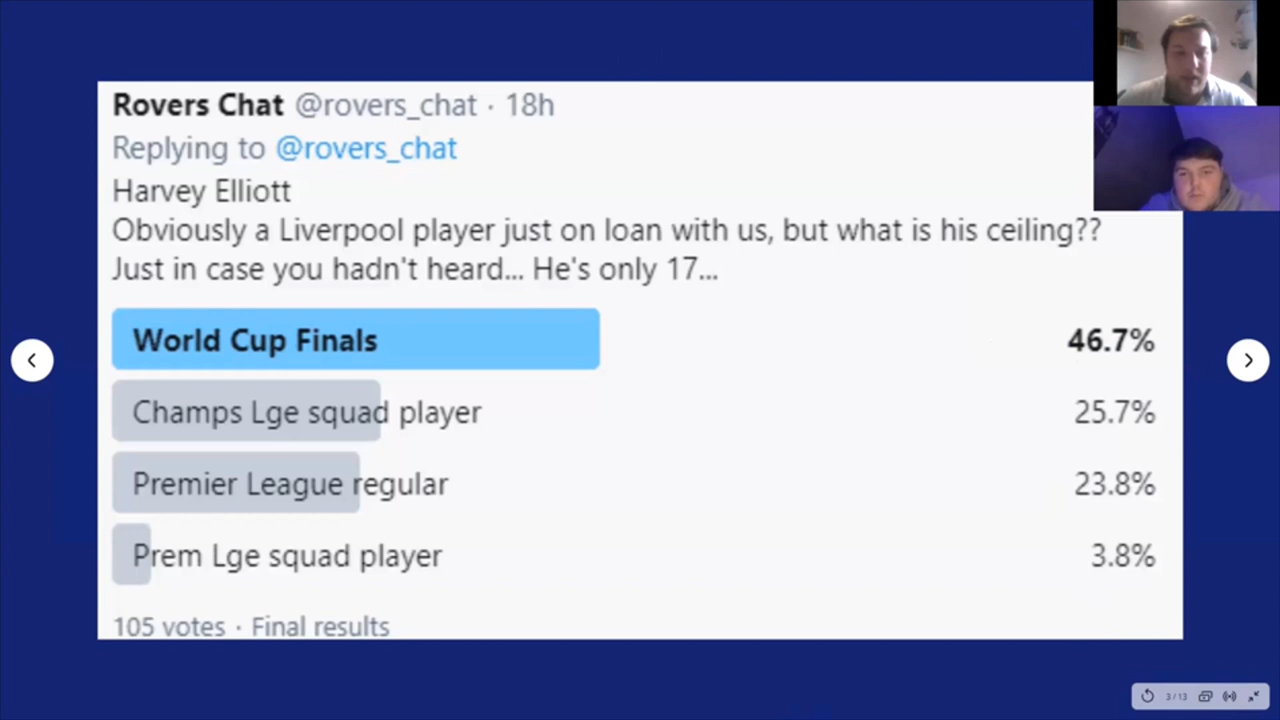 Rovers Chat @rovers_chat · 18h
Replying to @rovers_chat
Harvey Elliott
Obviously a Liverpool player just on loan with us, but what is his ceiling??
Just in case you hadn't heard... He's only 17...
World Cup Finals 46.7%
Champs Lge squad player 25.7%
Premier League regular 23.8%
Prem Lge squad player 3.8%
105 votes · Final results
3 / 13